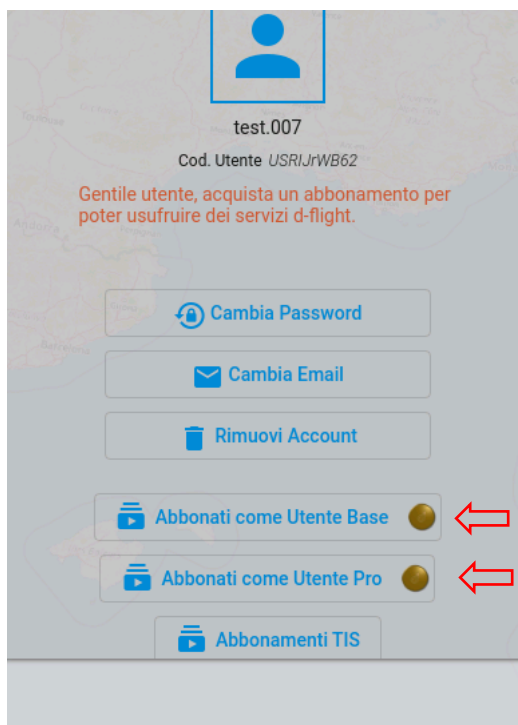 test.007
Cod. Utente USRIJrWB62
Gentile utente, acquista un abbonamento per
poter usufruire dei servizi d-flight.
Cambia Password
Cambia Email
Rimuovi Account
Abbonati come Utente Base
Abbonati come Utente Pro
Abbonamenti TIS